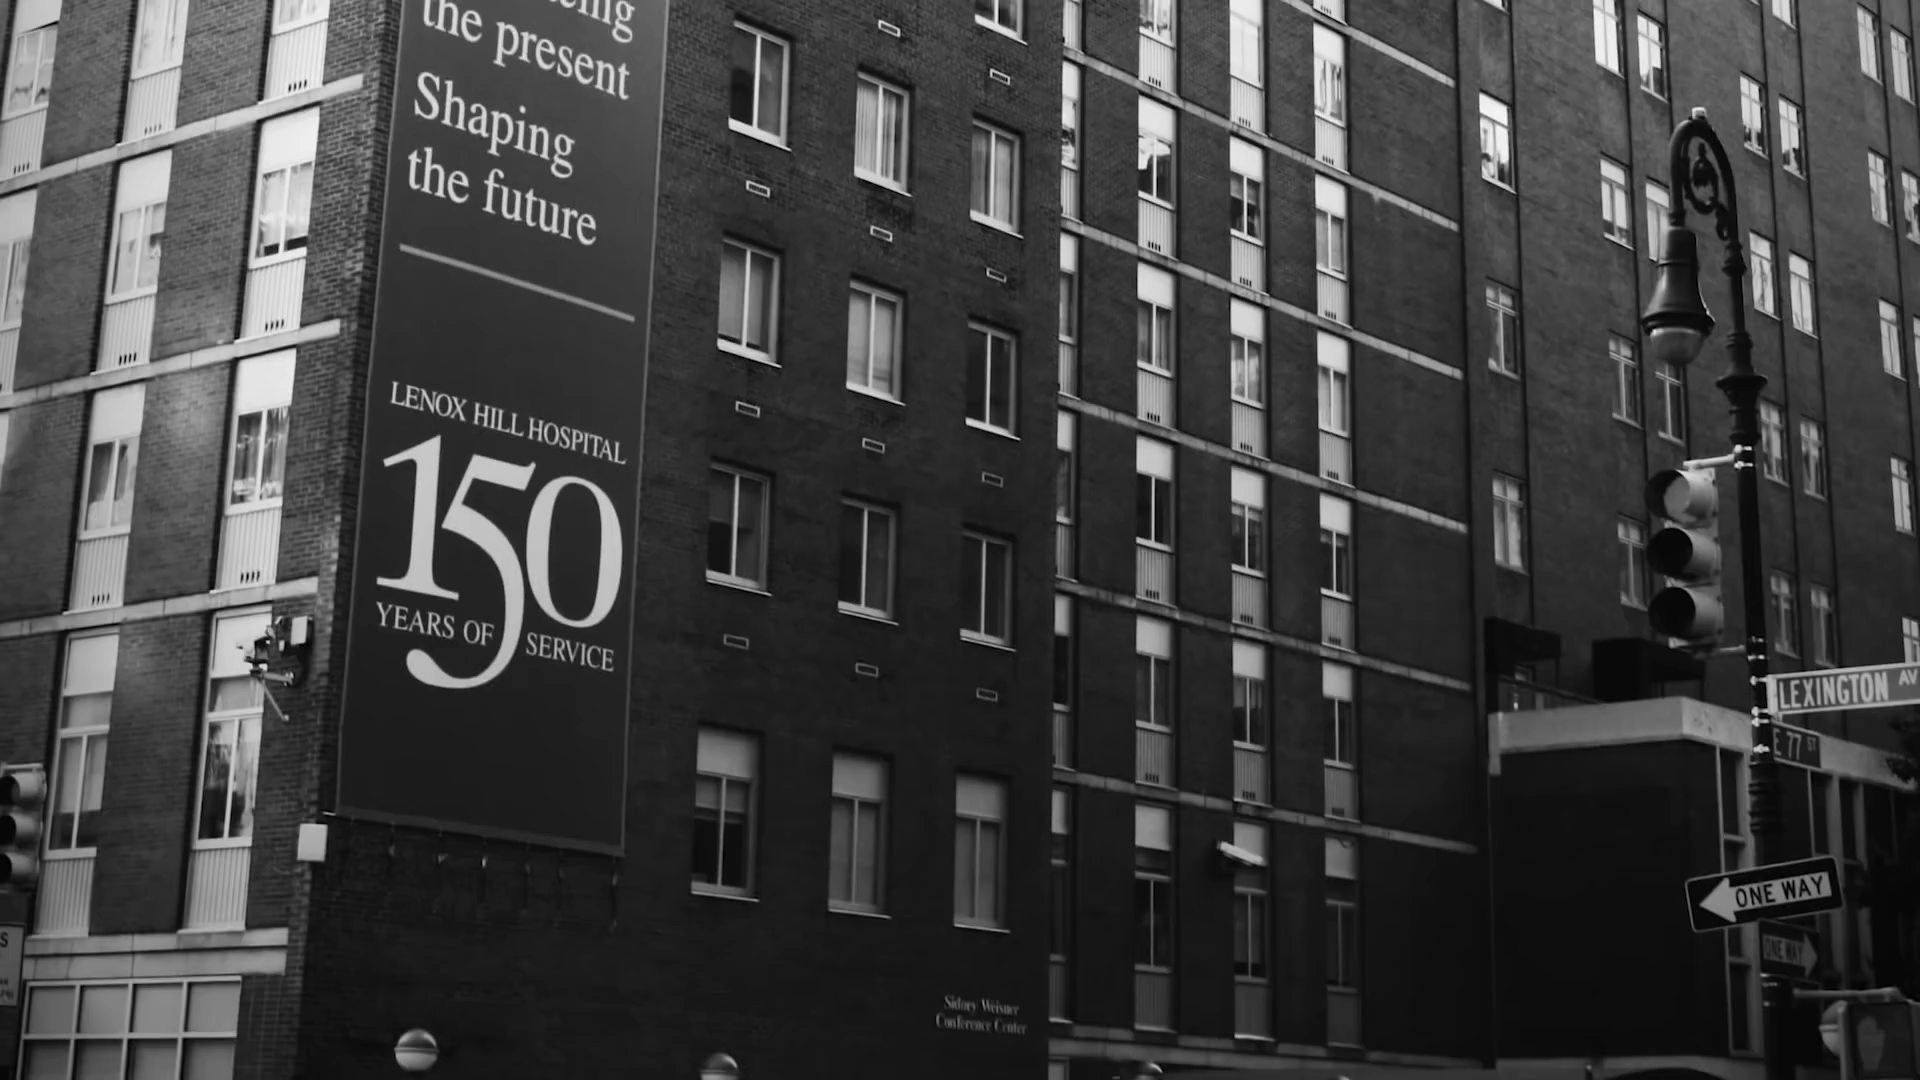 the present
Shaping
the future
LENOX HILL HOSPITAL
150
YEARS OF SERVICE
LEXINGTON AV
E 77 ST
ONE WAY
ONE WAY
Sidney Weisner
Conference Center